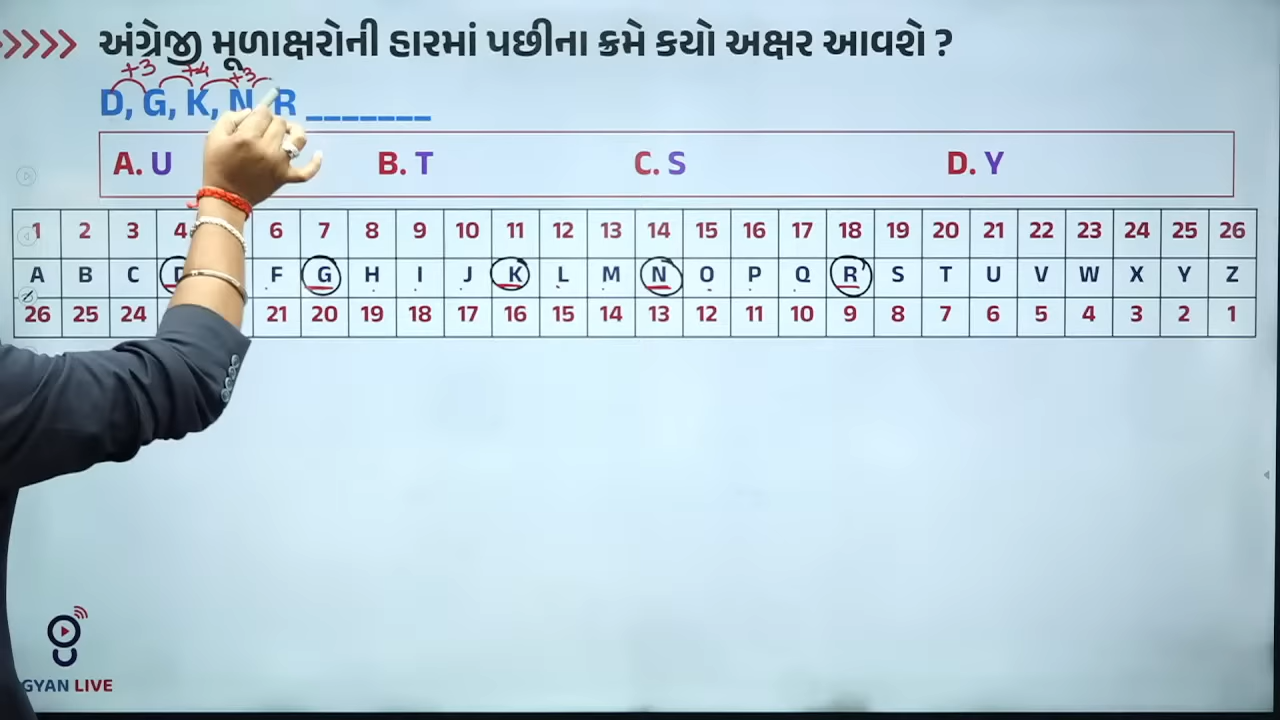 અંગ્રેજી મૂળાક્ષરોની હારમાં પછીના ક્રમે કયો અક્ષર આવશે ?
+3 +4 +3
D, G, K, N R _______
A. U B. T C. S D. Y
1 2 3 4 6 7 8 9 10 11 12 13 14 15 16 17 18 19 20 21 22 23 24 25 26
A B C D F G H I J K L M N O P Q R S T U V W X Y Z
26 25 24 21 20 19 18 17 16 15 14 13 12 11 10 9 8 7 6 5 4 3 2 1
GYAN LIVE